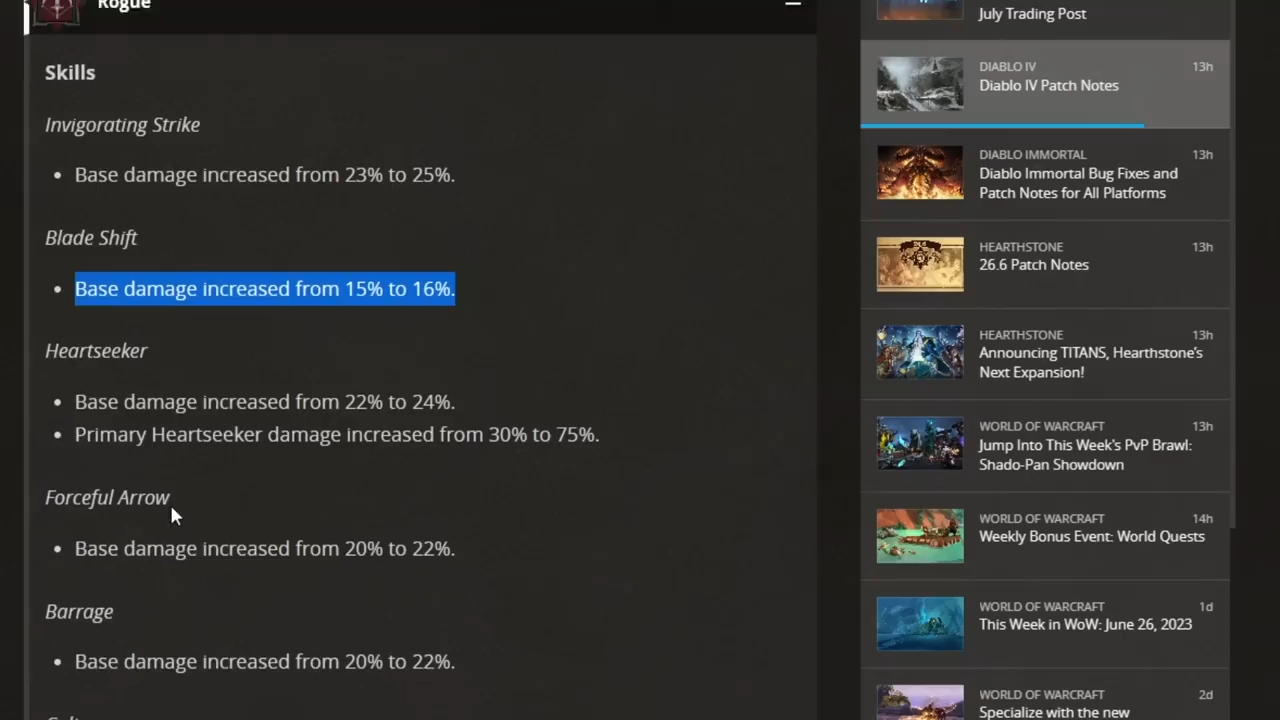 Rogue
Skills
Invigorating Strike
• Base damage increased from 23% to 25%.
Blade Shift
• Base damage increased from 15% to 16%.
Heartseeker
• Base damage increased from 22% to 24%.
• Primary Heartseeker damage increased from 30% to 75%.
Forceful Arrow
• Base damage increased from 20% to 22%.
Barrage
• Base damage increased from 20% to 22%.
July Trading Post
DIABLO IV 13h
Diablo IV Patch Notes
DIABLO IMMORTAL 13h
Diablo Immortal Bug Fixes and
Patch Notes for All Platforms
HEARTHSTONE 13h
26.6 Patch Notes
HEARTHSTONE 13h
Announcing TITANS, Hearthstone's
Next Expansion!
WORLD OF WARCRAFT 13h
Jump Into This Week's PvP Brawl:
Shado-Pan Showdown
WORLD OF WARCRAFT 14h
Weekly Bonus Event: World Quests
WORLD OF WARCRAFT 1d
This Week in WoW: June 26, 2023
WORLD OF WARCRAFT 2d
Specialize with the new